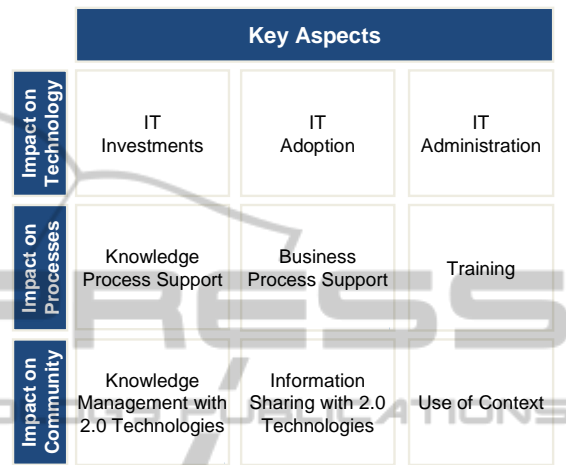 Key Aspects
Impact on
Technology
IT
Investments
IT
Adoption
IT
Administration
Impact on
Processes
Knowledge
Process Support
Business
Process Support
Training
Impact on
Community
Knowledge
Management with
2.0 Technologies
Information
Sharing with 2.0
Technologies
Use of Context
PRESS
PUBLICATIONS